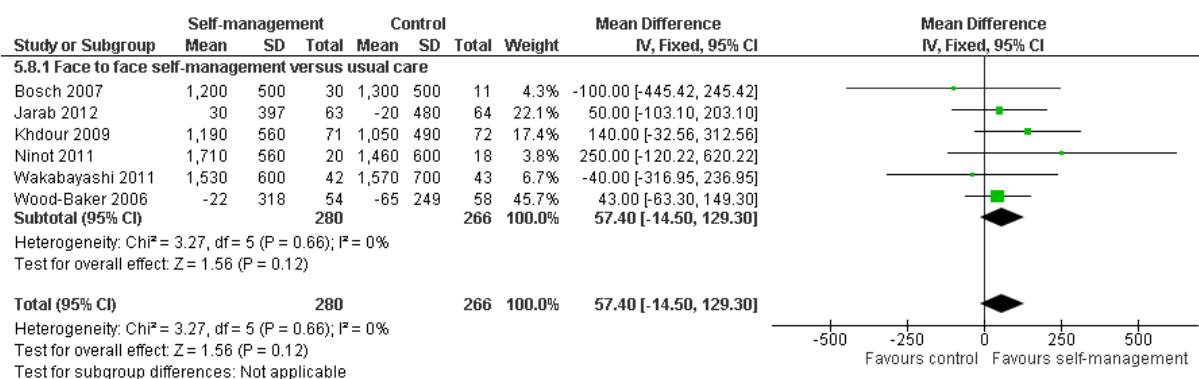 Self-management Control Mean Difference Mean Difference
Study or Subgroup Mean SD Total Mean SD Total Weight IV, Fixed, 95% CI IV, Fixed, 95% CI
5.8.1 Face to face self-management versus usual care
Bosch 2007 1,200 500 30 1,300 500 11 4.3% -100.00 [-445.42, 245.42]
Jarab 2012 30 397 63 -20 480 64 22.1% 50.00 [-103.10, 203.10]
Khdour 2009 1,190 560 71 1,050 490 72 17.4% 140.00 [-32.56, 312.56]
Ninot 2011 1,710 560 20 1,460 600 18 3.8% 250.00 [-120.22, 620.22]
Wakabayashi 2011 1,530 600 42 1,570 700 43 6.7% -40.00 [-316.95, 236.95]
Wood-Baker 2006 -22 318 54 -65 249 58 45.7% 43.00 [-63.30, 149.30]
Subtotal (95% CI) 280 266 100.0% 57.40 [-14.50, 129.30]
Heterogeneity: Chi² = 3.27, df = 5 (P = 0.66); I² = 0%
Test for overall effect: Z = 1.56 (P = 0.12)
Total (95% CI) 280 266 100.0% 57.40 [-14.50, 129.30]
Heterogeneity: Chi² = 3.27, df = 5 (P = 0.66); I² = 0%
Test for overall effect: Z = 1.56 (P = 0.12)
Test for subgroup differences: Not applicable
-500 -250 0 250 500
Favours control Favours self-management